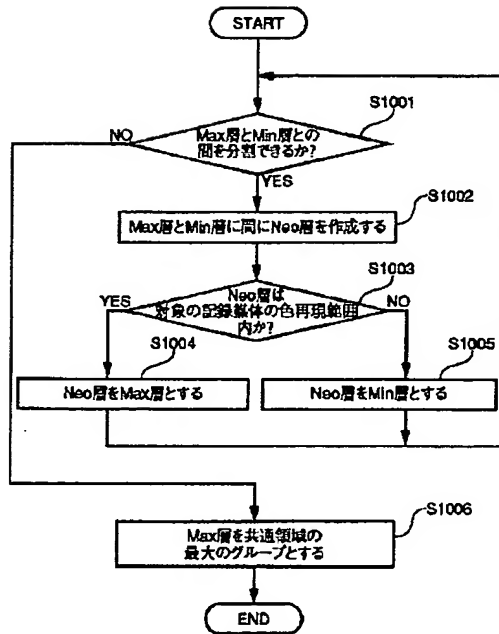 START
S1001
NO
Max層とMin層との
間を分割できるか?
YES
S1002
Max層とMin層に間にNeo層を作成する
S1003
YES
Neo層は
対象の記録媒体の色再現範囲
内か?
NO
S1004
S1005
Neo層をMax層とする
Neo層をMin層とする
S1006
Max層を共通領域の
最大のグループとする
END